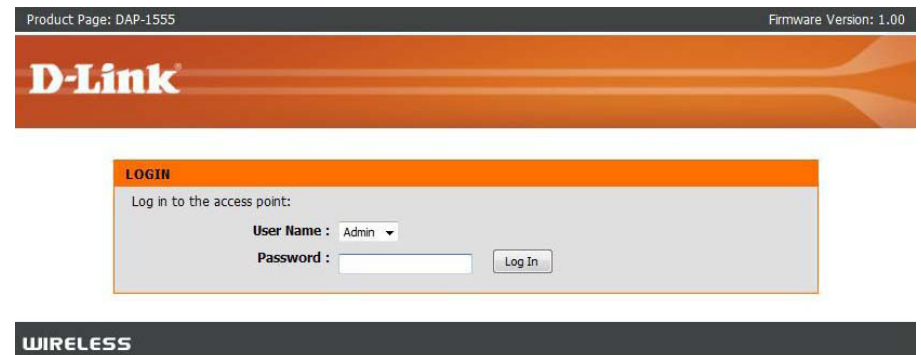 Product Page: DAP-1555 Firmware Version: 1.00
D-Link
LOGIN
Log in to the access point:
User Name : Admin
Password : Log In
WIRELESS